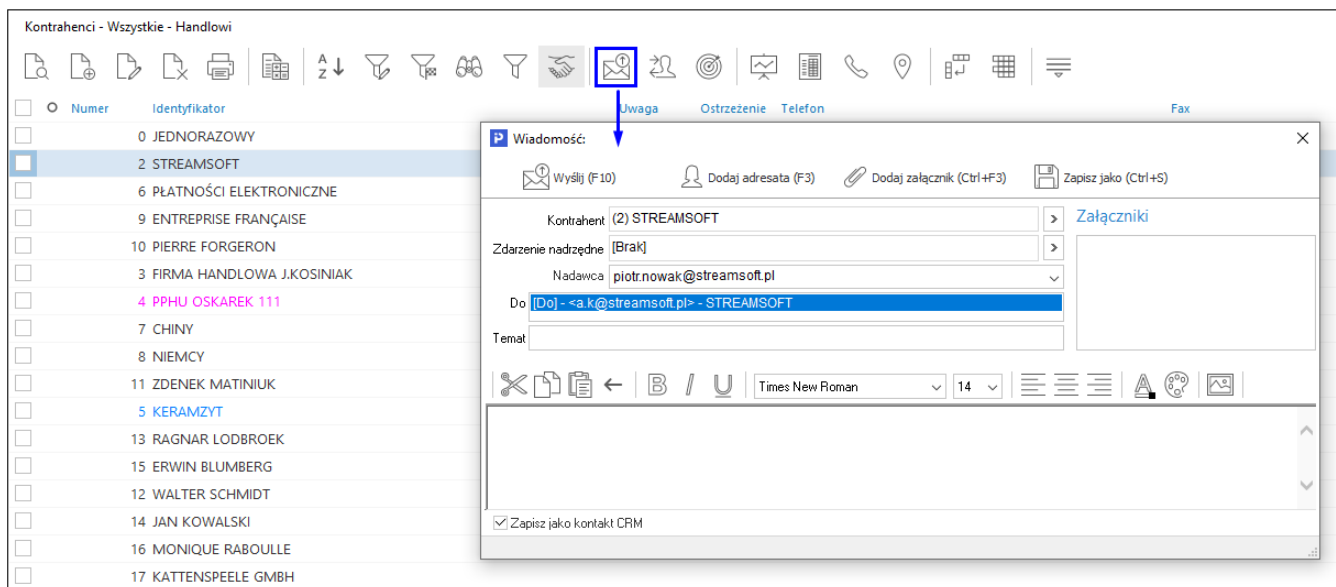 Kontrahenci - Wszystkie - Handlowi
O Numer Identyfikator Uwaga Ostrzeżenie Telefon Fax
0 JEDNORAZOWY
2 STREAMSOFT
6 PŁATNOŚCI ELEKTRONICZNE
9 ENTREPRISE FRANÇAISE
10 PIERRE FORGERON
3 FIRMA HANDLOWA J.KOSINIAK
4 PPHU OSKAREK 111
7 CHINY
8 NIEMCY
11 ZDENEK MATINIUK
5 KERAMZYT
13 RAGNAR LODBROEK
15 ERWIN BLUMBERG
12 WALTER SCHMIDT
14 JAN KOWALSKI
16 MONIQUE RABOULLE
17 KATTENSPEELE GMBH
Wiadomość:
Wyślij (F10) Dodaj adresata (F3) Dodaj załącznik (Ctrl+F3) Zapisz jako (Ctrl+S)
Kontrahent (2) STREAMSOFT
Zdarzenie nadrzędne [Brak]
Nadawca piotr.nowak@streamsoft.pl
Do [Do] - <a.k@streamsoft.pl> - STREAMSOFT
Temat
Załączniki
B I U Times New Roman 14 A
Zapisz jako kontakt CRM